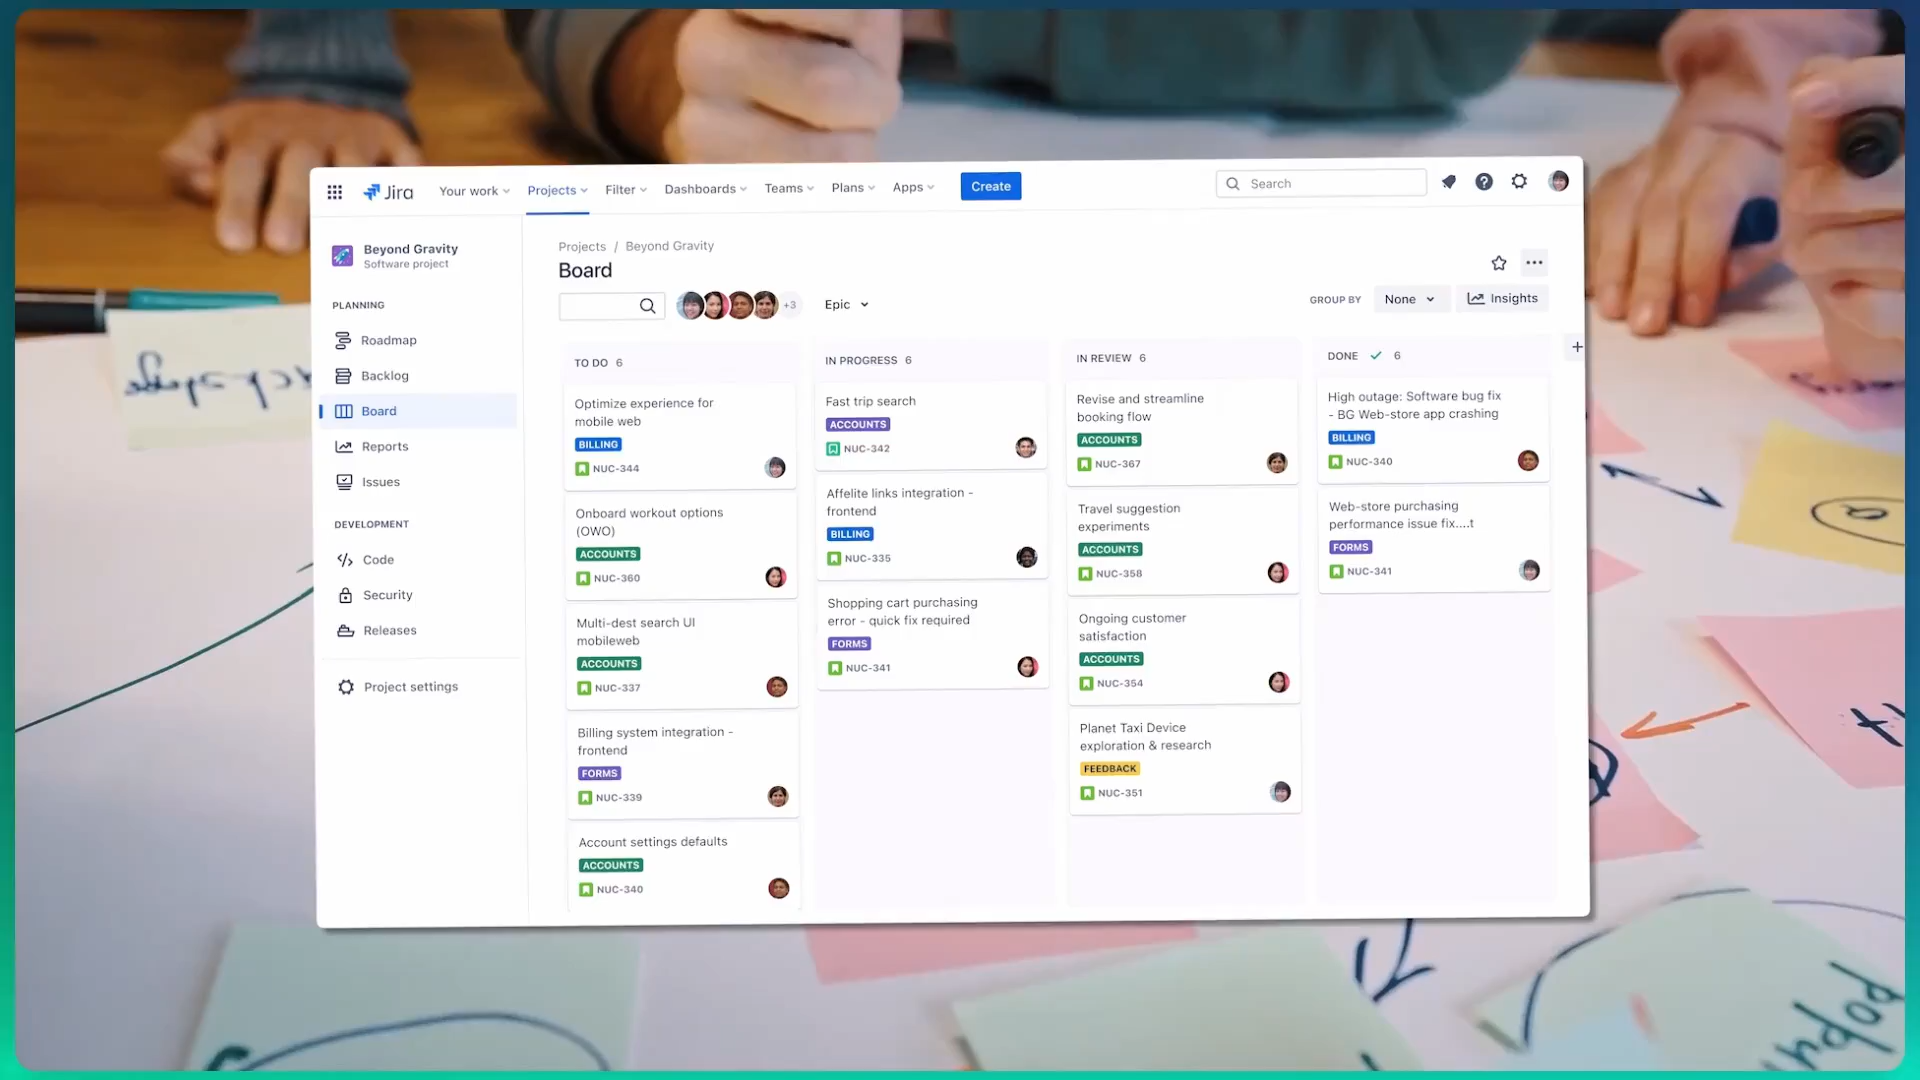 Jira
Your work
Projects
Filter
Dashboards
Teams
Plans
Apps
Create
Search
Beyond Gravity
Software project
PLANNING
Roadmap
Backlog
Board
Reports
Issues
DEVELOPMENT
Code
Security
Releases
Project settings
Projects / Beyond Gravity
Board
+3
Epic
GROUP BY
None
Insights
TO DO 6
Optimize experience for
mobile web
BILLING
NUC-344
Onboard workout options
(OWO)
ACCOUNTS
NUC-360
Multi-dest search UI
mobileweb
ACCOUNTS
NUC-337
Billing system integration -
frontend
FORMS
NUC-339
Account settings defaults
ACCOUNTS
NUC-340
IN PROGRESS 6
Fast trip search
ACCOUNTS
NUC-342
Affelite links integration -
frontend
BILLING
NUC-335
Shopping cart purchasing
error - quick fix required
FORMS
NUC-341
IN REVIEW 6
Revise and streamline
booking flow
ACCOUNTS
NUC-367
Travel suggestion
experiments
ACCOUNTS
NUC-358
Ongoing customer
satisfaction
ACCOUNTS
NUC-354
Planet Taxi Device
exploration & research
FEEDBACK
NUC-351
DONE 6
High outage: Software bug fix
- BG Web-store app crashing
BILLING
NUC-340
Web-store purchasing
performance issue fix....t
FORMS
NUC-341